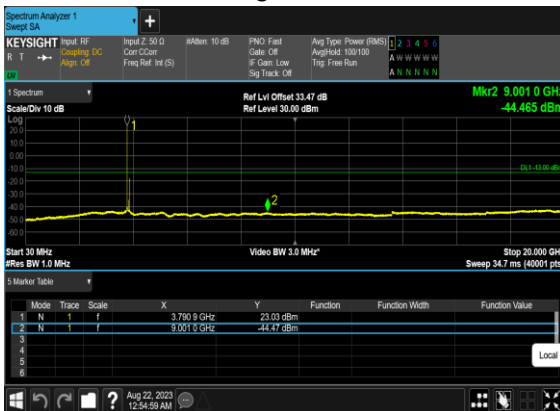 Spectrum Analyzer 1
Swept SA
KEYSIGHT Input: RF Input Z: 50 Ω #Atten: 10 dB PNO: Fast Avg Type: Power (RMS) 1 2 3 4 5 6
R T Coupling: DC Corr CCorr Gate: Off Avg|Hold: 100/100 A W W W W W
Align: Off Freq Ref: Int (S) IF Gain: Low Trig: Free Run
LXI Sig Track: Off A N N N N N
1 Spectrum Ref Lvl Offset 33.47 dB Mkr2 9.001 0 GHz
Scale/Div 10 dB Ref Level 30.00 dBm -44.465 dBm
Log
20.0
10.0
0.00
-10.0
DL1 -13.00 dBm
-20.0
-30.0
-40.0
-50.0
-60.0
1
2
Start 30 MHz Video BW 3.0 MHz* Stop 20.000 GH
#Res BW 1.0 MHz Sweep 34.7 ms (40001 pts
5 Marker Table
Mode Trace Scale X Y Function Function Width Function Value
1 N 1 f 3.790 9 GHz 23.03 dBm
2 N 1 f 9.001 0 GHz -44.47 dBm
3
4
5
6
Local
? Aug 22, 2023
12:54:59 AM